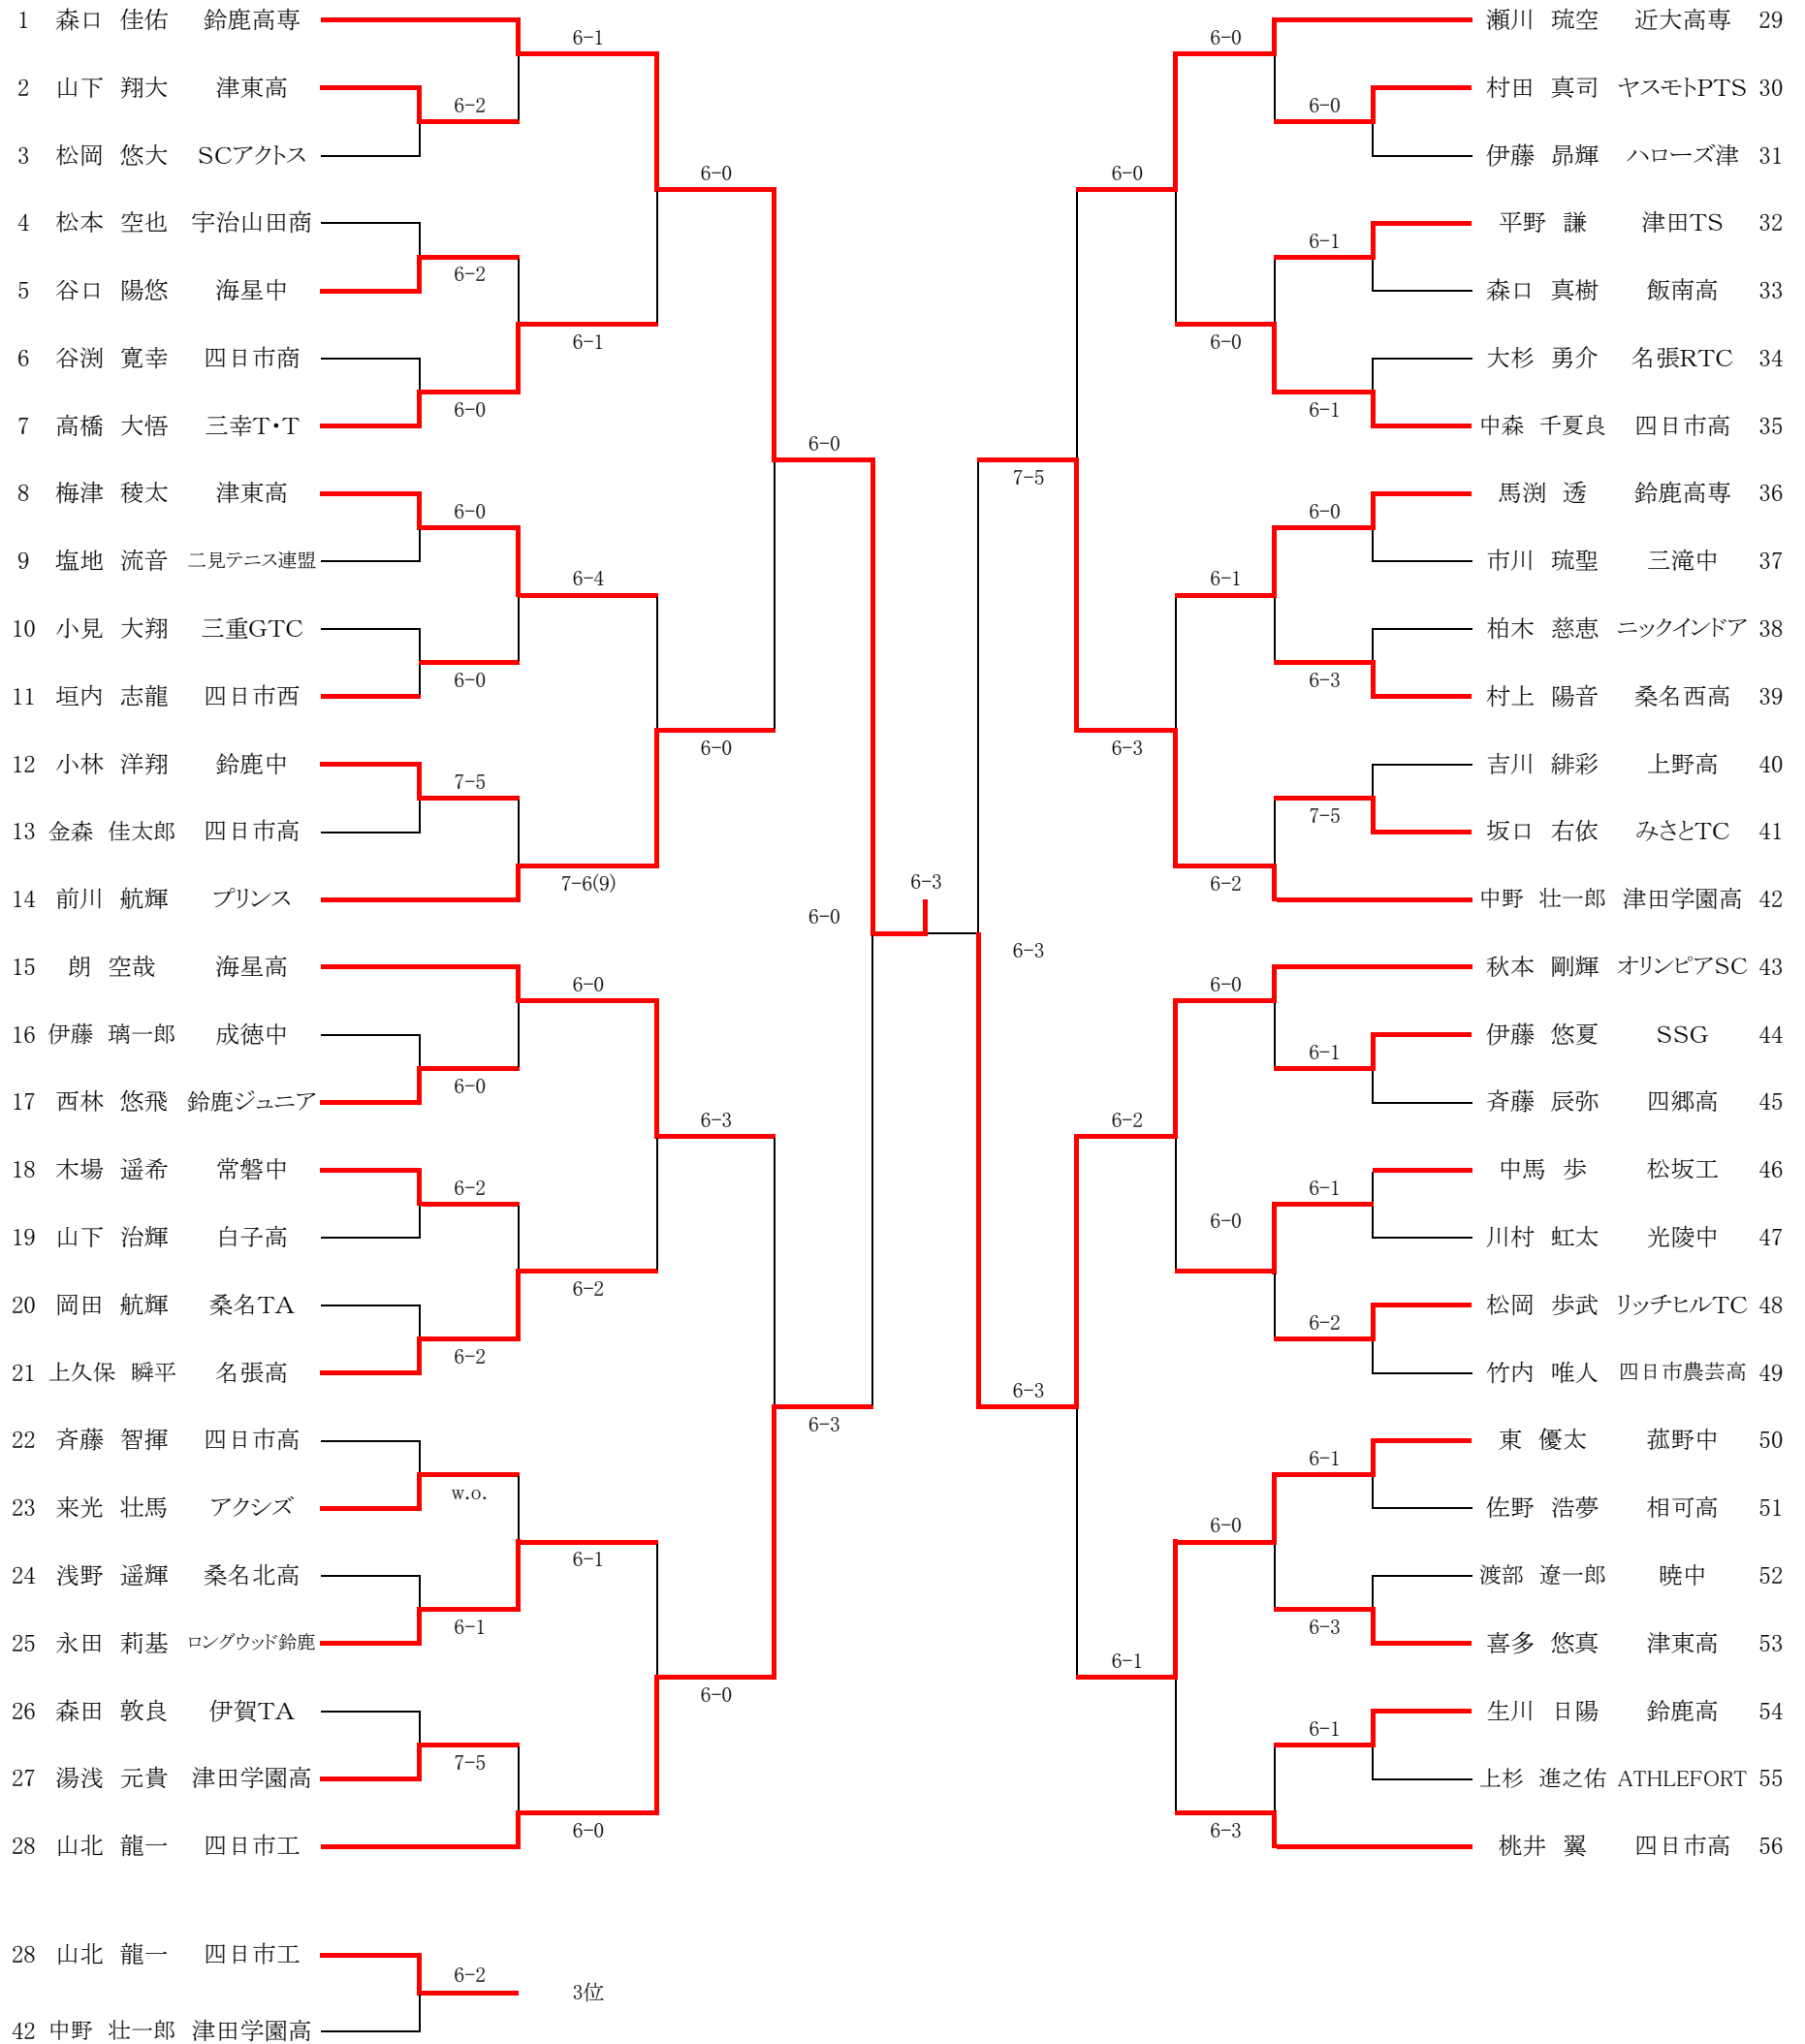 1 森口 佳佑 鈴鹿高専
2 山下 翔大 津東高
3 松岡 悠大 SCアクトス
4 松本 空也 宇治山田商
5 谷口 陽悠 海星中
6 谷渕 寛幸 四日市商
7 高橋 大悟 三幸T・T
8 梅津 稜太 津東高
9 塩地 流音 二見テニス連盟
10 小見 大翔 三重GTC
11 垣内 志龍 四日市西
12 小林 洋翔 鈴鹿中
13 金森 佳太郎 四日市高
14 前川 航輝 プリンス
15 朗 空哉 海星高
16 伊藤 璃一郎 成徳中
17 西林 悠飛 鈴鹿ジュニア
18 木場 遥希 常磐中
19 山下 治輝 白子高
20 岡田 航輝 桑名TA
21 上久保 瞬平 名張高
22 斉藤 智揮 四日市高
23 来光 壮馬 アクシズ
24 浅野 遥輝 桑名北高
25 永田 莉基 ロングウッド鈴鹿
26 森田 敦良 伊賀TA
27 湯浅 元貴 津田学園高
28 山北 龍一 四日市工
6-2
6-2
6-0
6-0
6-0
7-5
6-0
6-2
6-2
w.o.
6-1
7-5
6-1
6-1
6-4
7-6(9)
6-0
6-2
6-1
6-0
6-0
6-0
6-3
6-0
6-0
6-3
6-0
6-3
6-3
7-5
6-3
6-0
6-3
6-2
6-1
6-0
6-0
6-1
6-2
6-0
6-0
6-0
6-3
6-0
6-1
6-1
6-0
6-3
7-5
6-1
6-1
6-2
6-1
6-3
6-1
瀬川 琉空 近大高専 29
村田 真司 ヤスモトPTS 30
伊藤 昴輝 ハローズ津 31
平野 謙 津田TS 32
森口 真樹 飯南高 33
大杉 勇介 名張RTC 34
中森 千夏良 四日市高 35
馬渕 透 鈴鹿高専 36
市川 琉聖 三滝中 37
柏木 慈恵 ニックインドア 38
村上 陽音 桑名西高 39
吉川 緋彩 上野高 40
坂口 右依 みさとTC 41
中野 壮一郎 津田学園高 42
秋本 剛輝 オリンピアSC 43
伊藤 悠夏 SSG 44
斉藤 辰弥 四郷高 45
中馬 歩 松坂工 46
川村 虹太 光陵中 47
松岡 歩武 リッチヒルTC 48
竹内 唯人 四日市農芸高 49
東 優太 菰野中 50
佐野 浩夢 相可高 51
渡部 遼一郎 暁中 52
喜多 悠真 津東高 53
生川 日陽 鈴鹿高 54
上杉 進之佑 ATHLEFORT 55
桃井 翼 四日市高 56
28 山北 龍一 四日市工
6-2
3位
42 中野 壮一郎 津田学園高